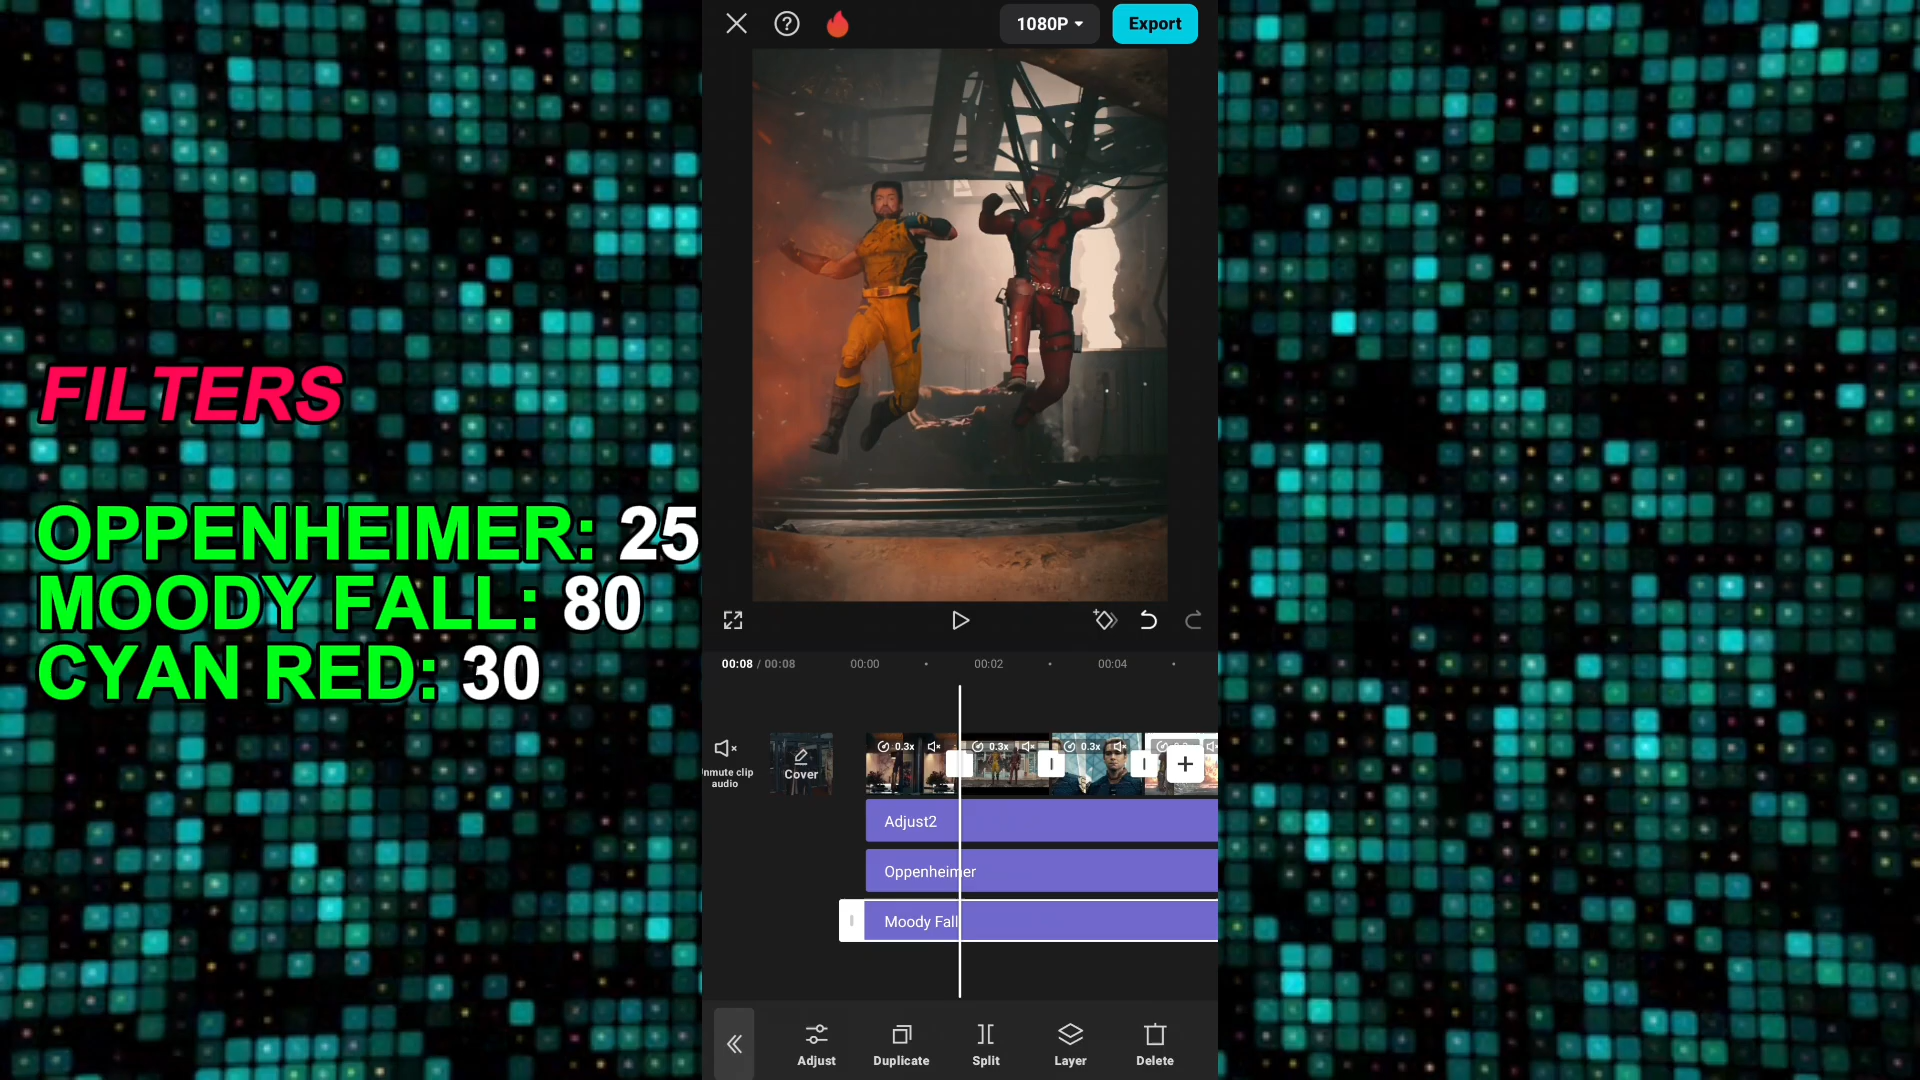 1080P
Export
FILTERS
OPPENHEIMER: 25
MOODY FALL: 80
CYAN RED: 30
00:08 / 00:08
00:00
00:02
00:04
0.3x
0.3x
0.3x
nmute clip
audio
Cover
Adjust2
Oppenheimer
Moody Fall
Adjust
Duplicate
Split
Layer
Delete